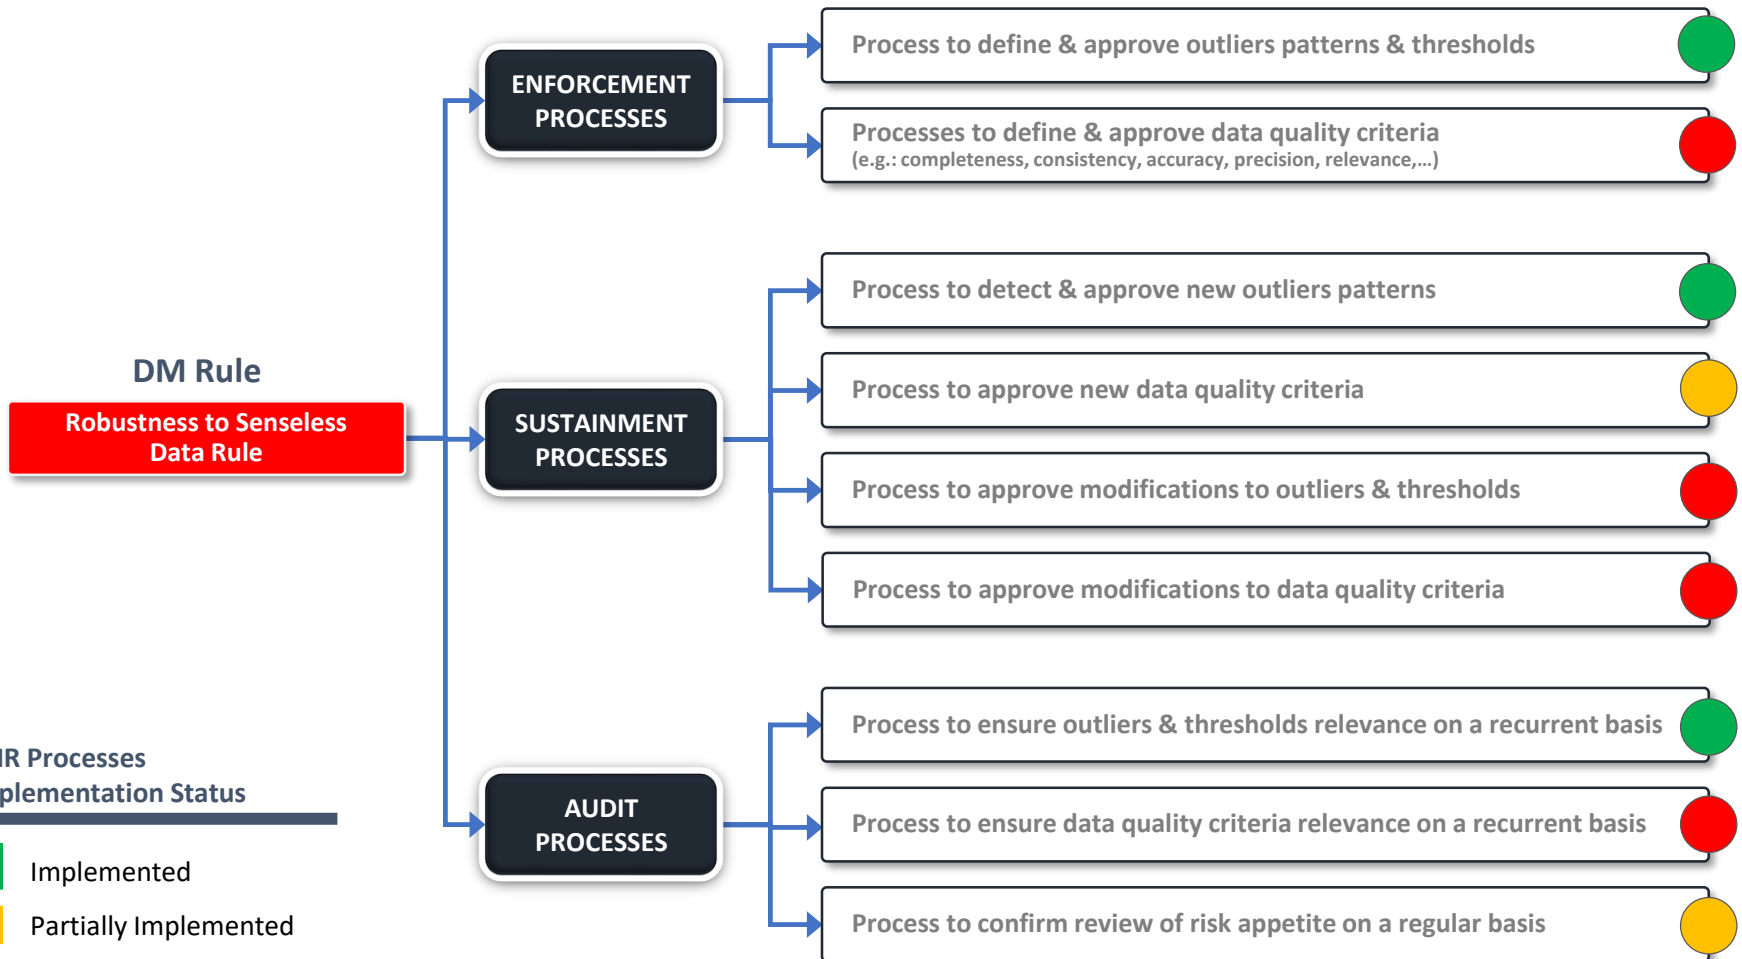 ENFORCEMENT
PROCESSES
Process to define & approve outliers patterns & thresholds
Processes to define & approve data quality criteria
(e.g.: completeness, consistency, accuracy, precision, relevance,...)
DM Rule
Robustness to Senseless
Data Rule
SUSTAINMENT
PROCESSES
Process to detect & approve new outliers patterns
Process to approve new data quality criteria
Process to approve modifications to outliers & thresholds
Process to approve modifications to data quality criteria
AUDIT
PROCESSES
Process to ensure outliers & thresholds relevance on a recurrent basis
Process to ensure data quality criteria relevance on a recurrent basis
Process to confirm review of risk appetite on a regular basis
Processes
Status
Implemented
Partially Implemented